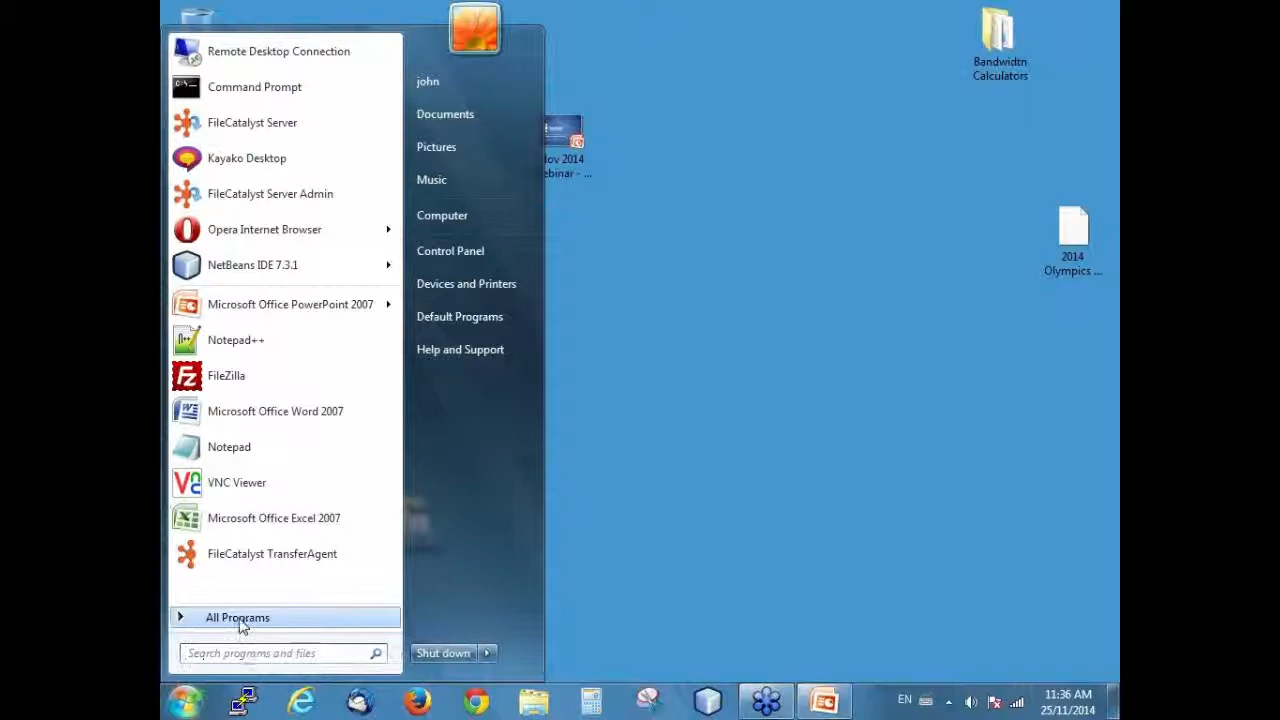 Remote Desktop Connection
Command Prompt
FileCatalyst Server
Kayako Desktop
FileCatalyst Server Admin
Opera Internet Browser
NetBeans IDE 7.3.1
Microsoft Office PowerPoint 2007
Notepad++
FileZilla
Microsoft Office Word 2007
Notepad
VNC Viewer
Microsoft Office Excel 2007
FileCatalyst TransferAgent
All Programs
Search programs and files
john
Documents
Pictures
Music
Computer
Control Panel
Devices and Printers
Default Programs
Help and Support
Shut down
ov 2014
ebinar - ...
Bandwidth
Calculators
2014
Olympics ...
EN
11:36 AM
25/11/2014